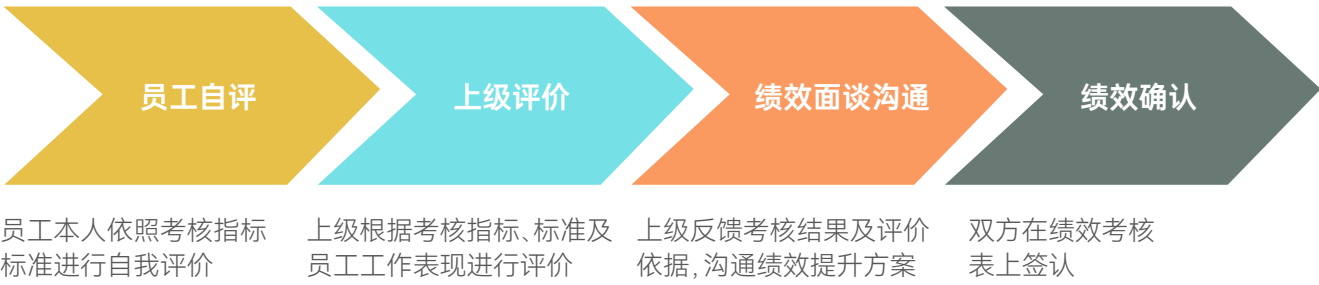 员工自评
上级评价
绩效面谈沟通
绩效确认
员工本人依照考核指标
标准进行自我评价
上级根据考核指标、标准及
员工工作表现进行评价
上级反馈考核结果及评价
依据,沟通绩效提升方案
双方在绩效考核
表上签认